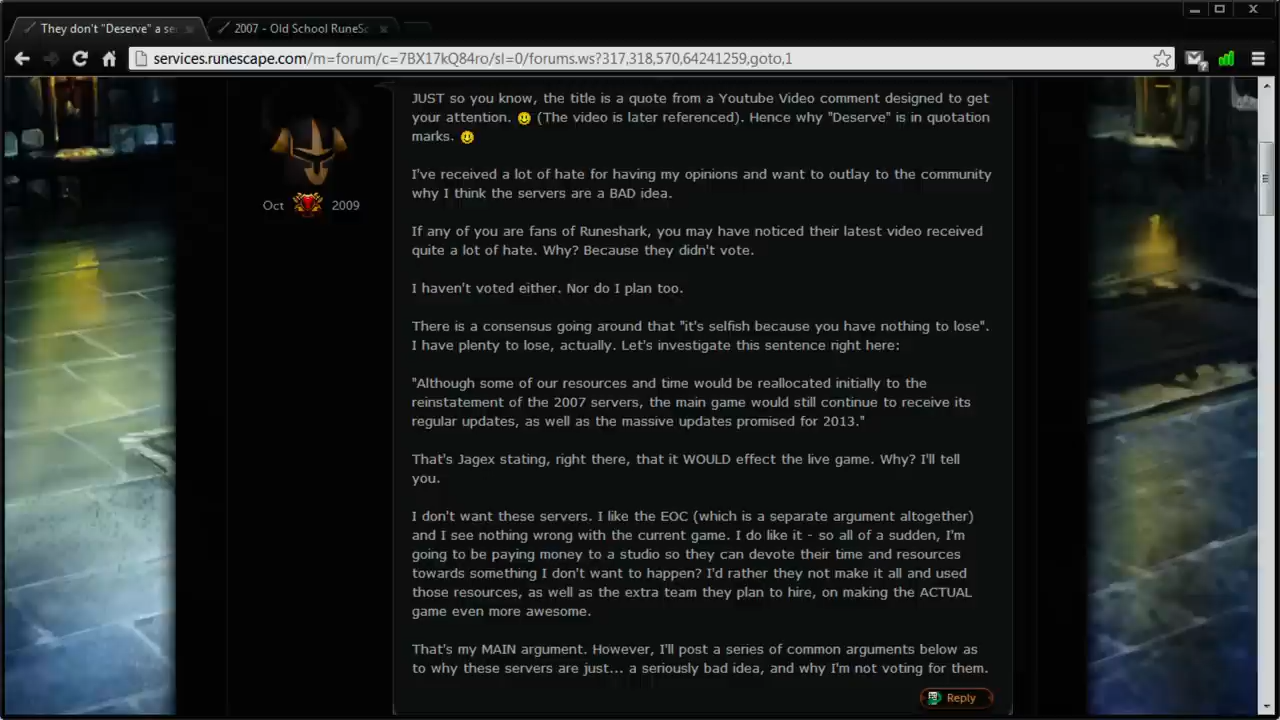 They don't "Deserve" a se
2007 - Old School RuneSc
services.runescape.com/m=forum/c=7BX17kQ84ro/sl=0/forums.ws?317,318,570,64241259,goto,1
JUST so you know, the title is a quote from a Youtube Video comment designed to get
your attention. (The video is later referenced). Hence why "Deserve" is in quotation
marks.
I've received a lot of hate for having my opinions and want to outlay to the community
why I think the servers are a BAD idea.
Oct 2009
If any of you are fans of Runeshark, you may have noticed their latest video received
quite a lot of hate. Why? Because they didn't vote.
I haven't voted either. Nor do I plan too.
There is a consensus going around that "it's selfish because you have nothing to lose".
I have plenty to lose, actually. Let's investigate this sentence right here:
"Although some of our resources and time would be reallocated initially to the
reinstatement of the 2007 servers, the main game would still continue to receive its
regular updates, as well as the massive updates promised for 2013."
That's Jagex stating, right there, that it WOULD effect the live game. Why? I'll tell
you.
I don't want these servers. I like the EOC (which is a separate argument altogether)
and I see nothing wrong with the current game. I do like it - so all of a sudden, I'm
going to be paying money to a studio so they can devote their time and resources
towards something I don't want to happen? I'd rather they not make it all and used
those resources, as well as the extra team they plan to hire, on making the ACTUAL
game even more awesome.
That's my MAIN argument. However, I'll post a series of common arguments below as
to why these servers are just... a seriously bad idea, and why I'm not voting for them.
Reply